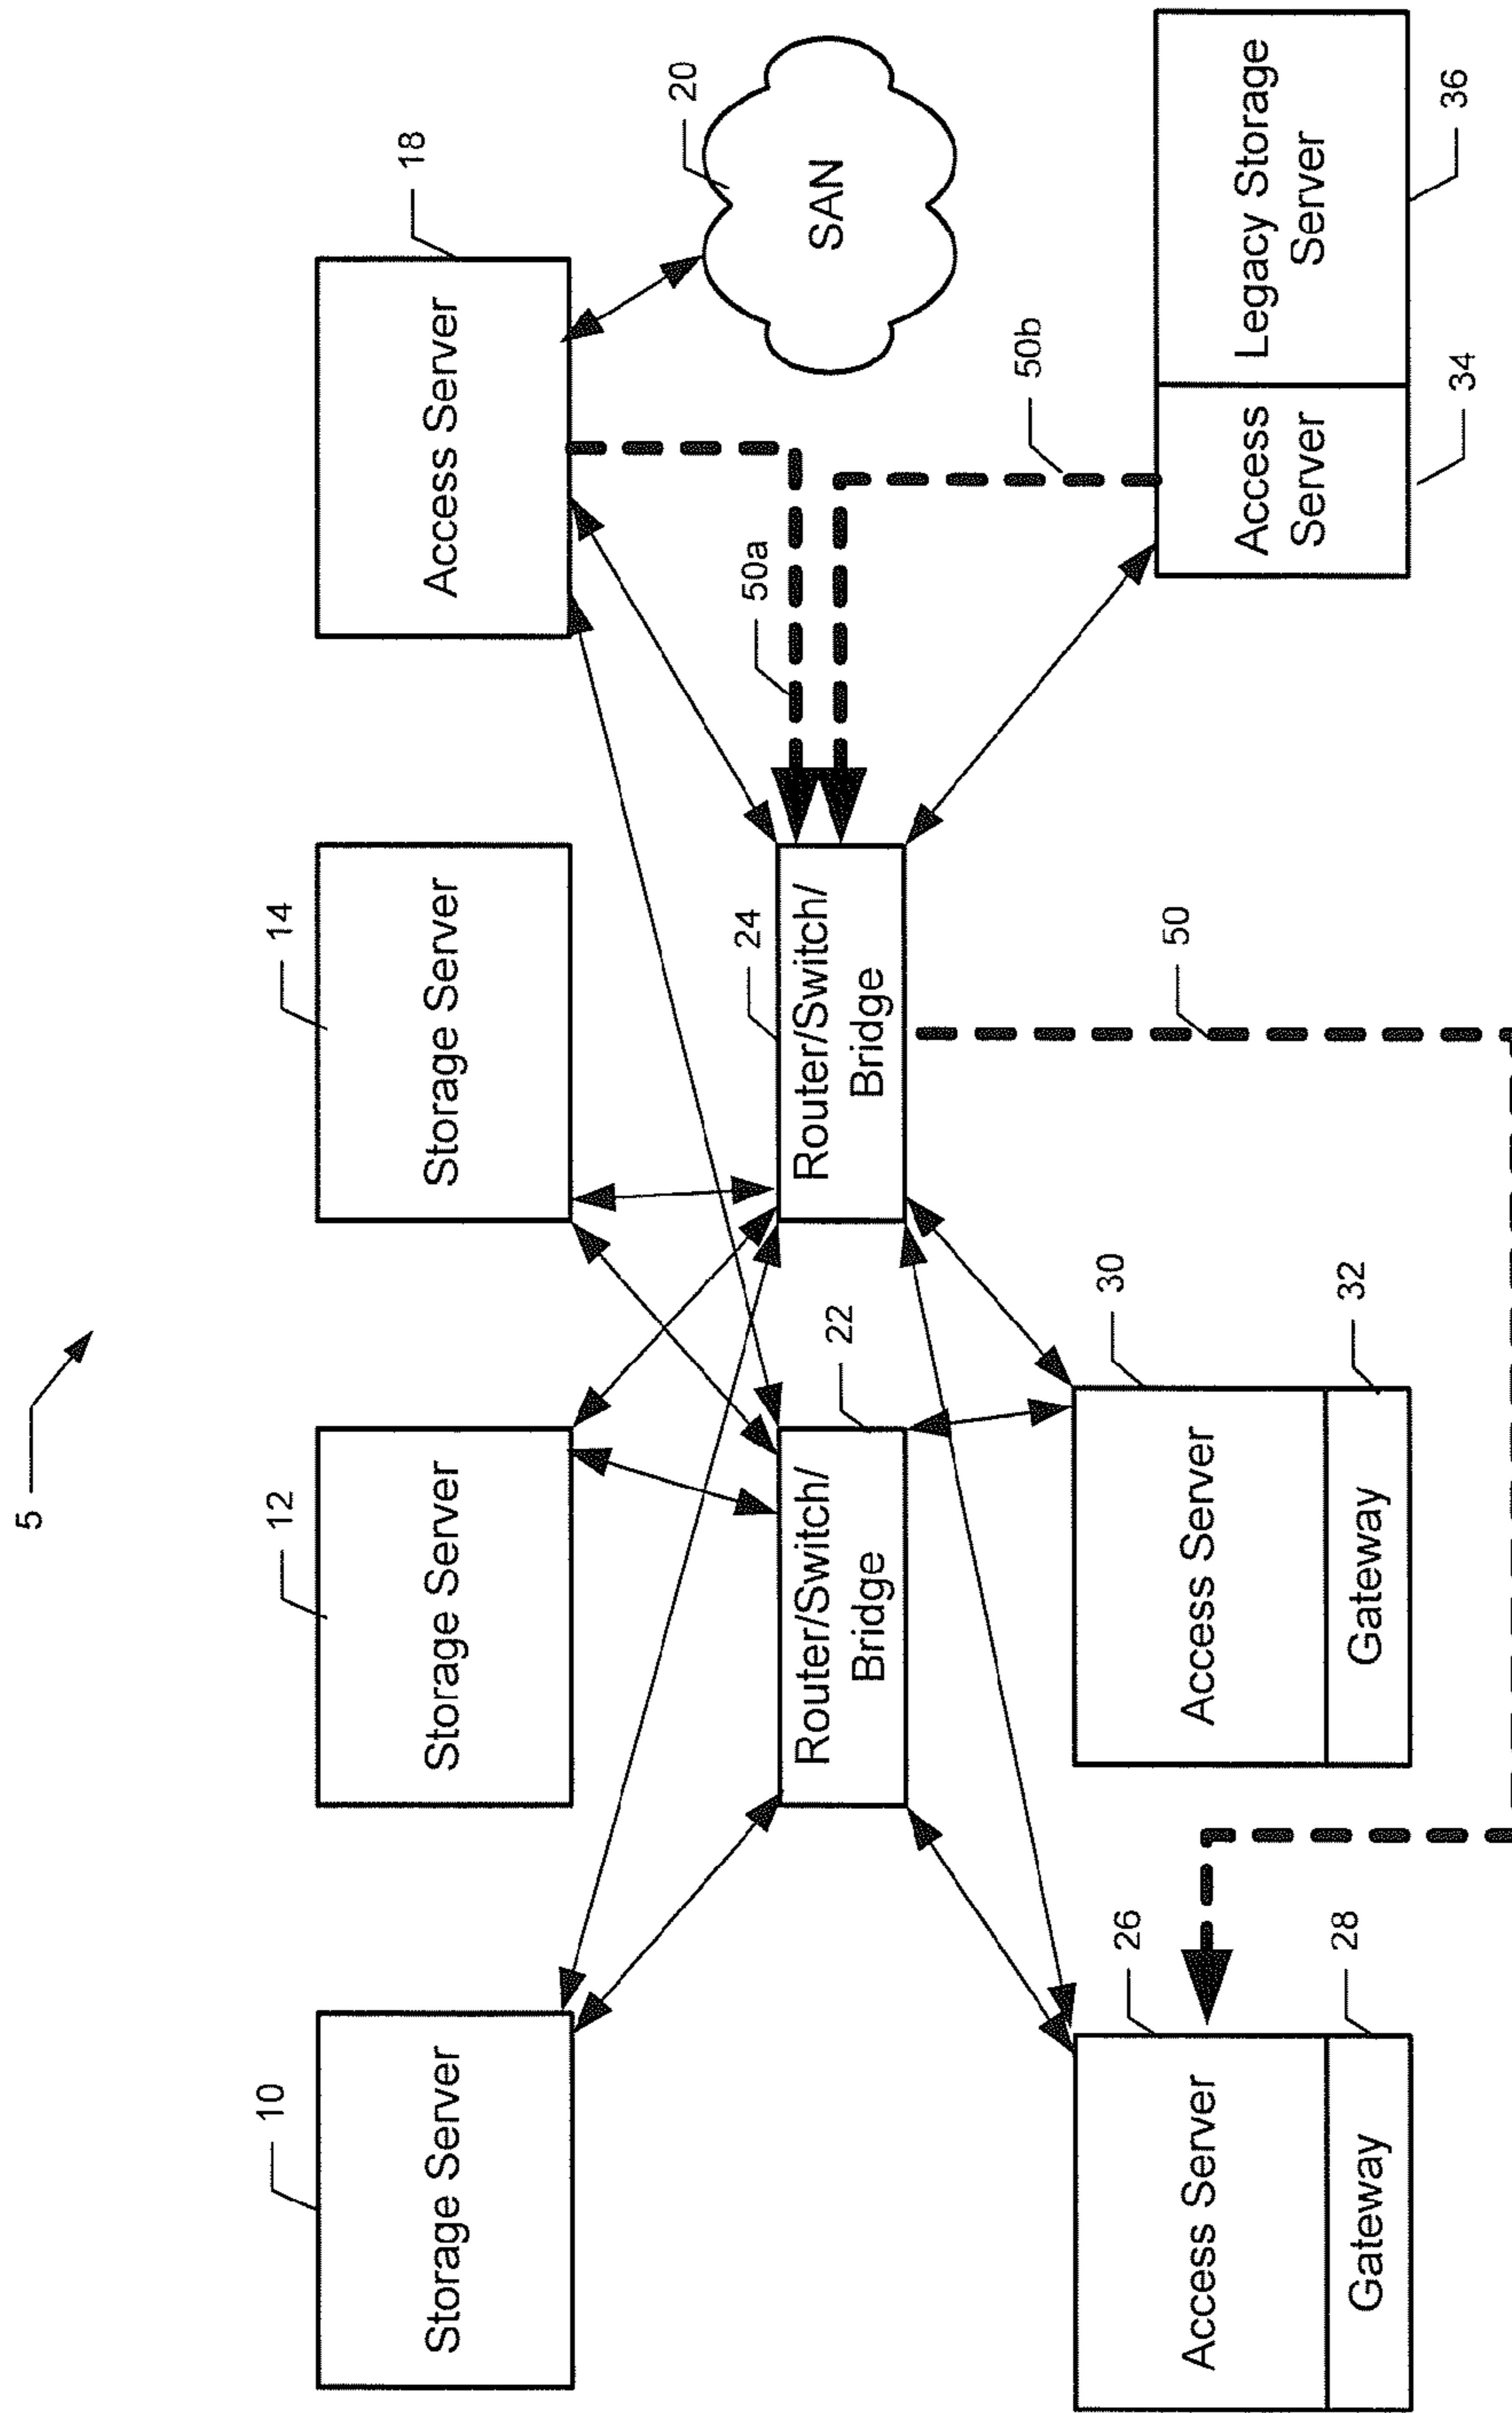 5
10
Storage Server
12
Storage Server
14
Storage Server
18
Access Server
20
SAN
22
Router/Switch/
Bridge
24
Router/Switch/
Bridge
50a
50b
26
Access Server
28
Gateway
30
Access Server
32
Gateway
50
34
Access
Server
36
Legacy Storage
Server